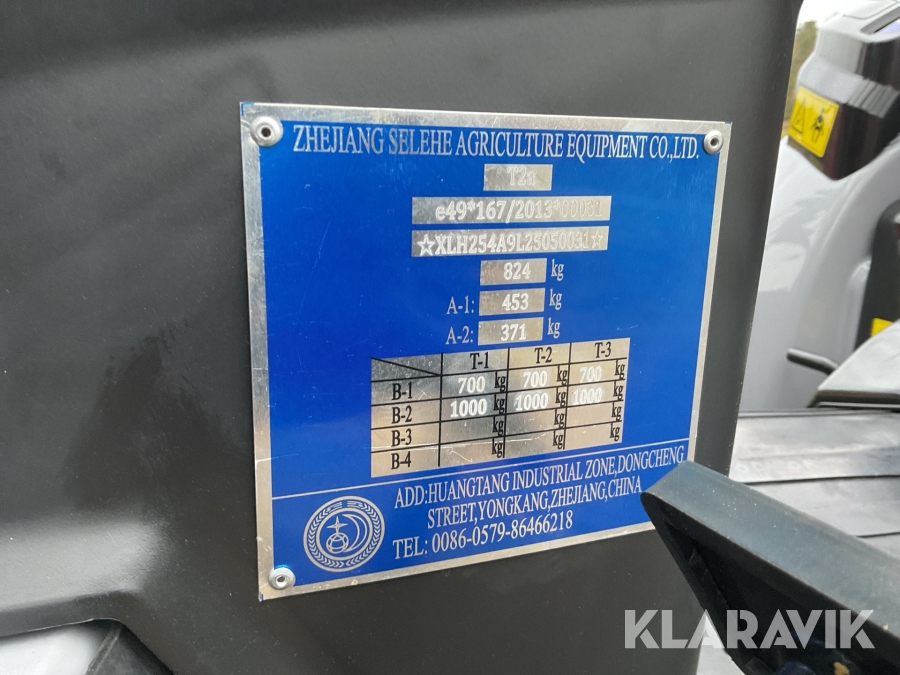 ZHEJIANG SELEHE AGRICULTURE EQUIPMENT CO.,LTD.
T2a
e49*167/2013*00031
☆XLH254A9L25050031☆
824 kg
A-1: 453 kg
A-2: 371 kg
T-1 T-2 T-3
B-1 700 kg 700 kg 700 kg
B-2 1000 kg 1000 kg 1000 kg
B-3 kg kg kg
B-4 kg kg kg
ADD:HUANGTANG INDUSTRIAL ZONE,DONGCHENG
STREET,YONGKANG,ZHEJIANG,CHINA
TEL: 0086-0579-86466218
KLARAVIK